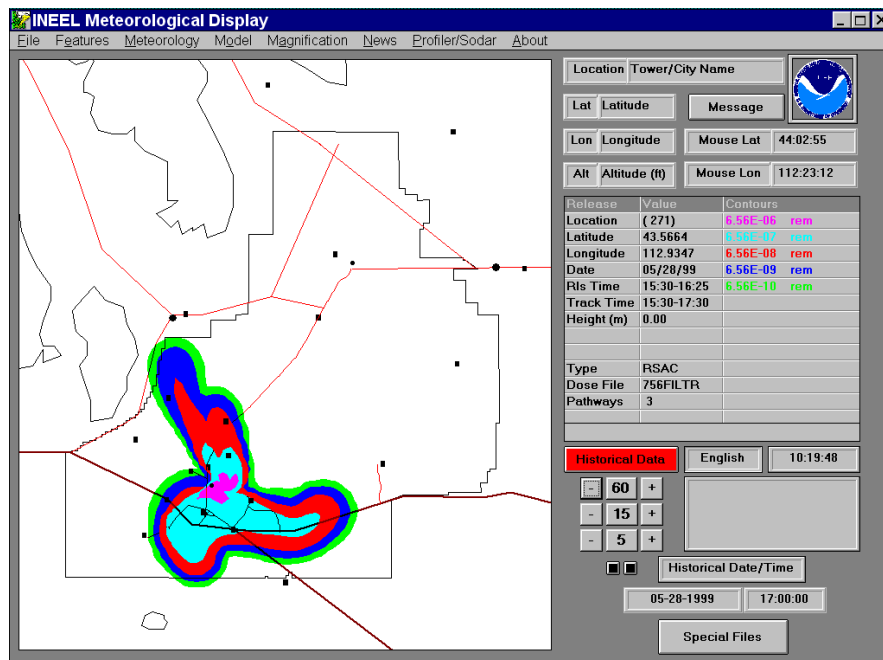 INEEL Meteorological Display
File Features Meteorology Model Magnification News Profiler/Sodar About
Location Tower/City Name
Lat Latitude Message
Lon Longitude Mouse Lat 44:02:55
Alt Altitude (ft) Mouse Lon 112:23:12
Release Value Contours
Location ( 271) 6.56E-06 rem
Latitude 43.5664 6.56E-07 rem
Longitude 112.9347 6.56E-08 rem
Date 05/28/99 6.56E-09 rem
Rls Time 15:30-16:25 6.56E-10 rem
Track Time 15:30-17:30
Height (m) 0.00
Type RSAC
Dose File 756FILTR
Pathways 3
Historical Data English 10:19:48
- 60 +
- 15 +
- 5 +
Historical Date/Time
05-28-1999 17:00:00
Special Files